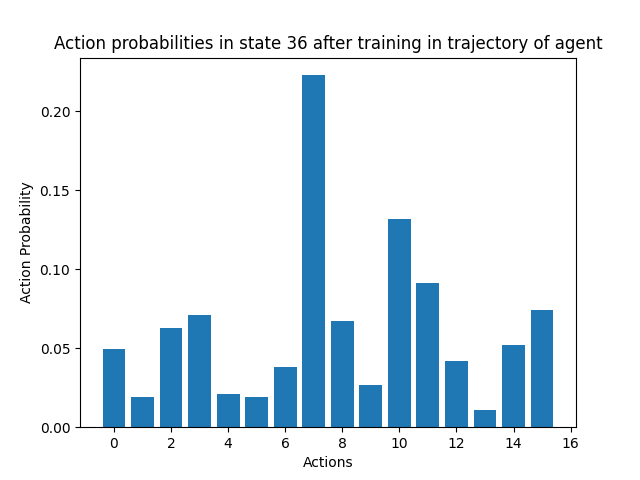 Action probabilities in state 36 after training in trajectory of agent
0.20
0.15
0.10
0.05
0.00
Action Probability
0 2 4 6 8 10 12 14 16
Actions